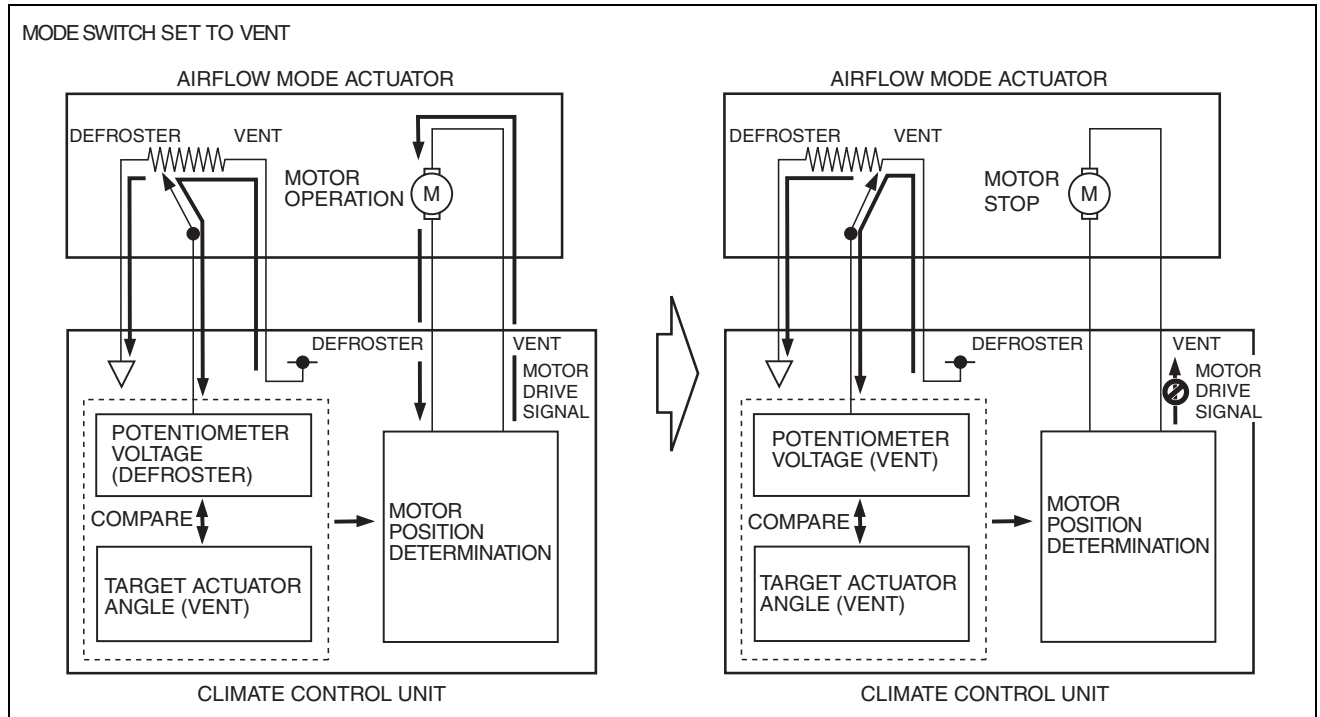 MODE SWITCH SET TO VENT
AIRFLOW MODE ACTUATOR
DEFROSTER
VENT
MOTOR
OPERATION
M
DEFROSTER
VENT
MOTOR
DRIVE
SIGNAL
POTENTIOMETER
VOLTAGE
(DEFROSTER)
COMPARE
TARGET ACTUATOR
ANGLE (VENT)
MOTOR
POSITION
DETERMINATION
CLIMATE CONTROL UNIT
AIRFLOW MODE ACTUATOR
DEFROSTER
VENT
MOTOR
STOP
M
DEFROSTER
VENT
MOTOR
DRIVE
SIGNAL
POTENTIOMETER
VOLTAGE (VENT)
COMPARE
TARGET ACTUATOR
ANGLE (VENT)
MOTOR
POSITION
DETERMINATION
CLIMATE CONTROL UNIT